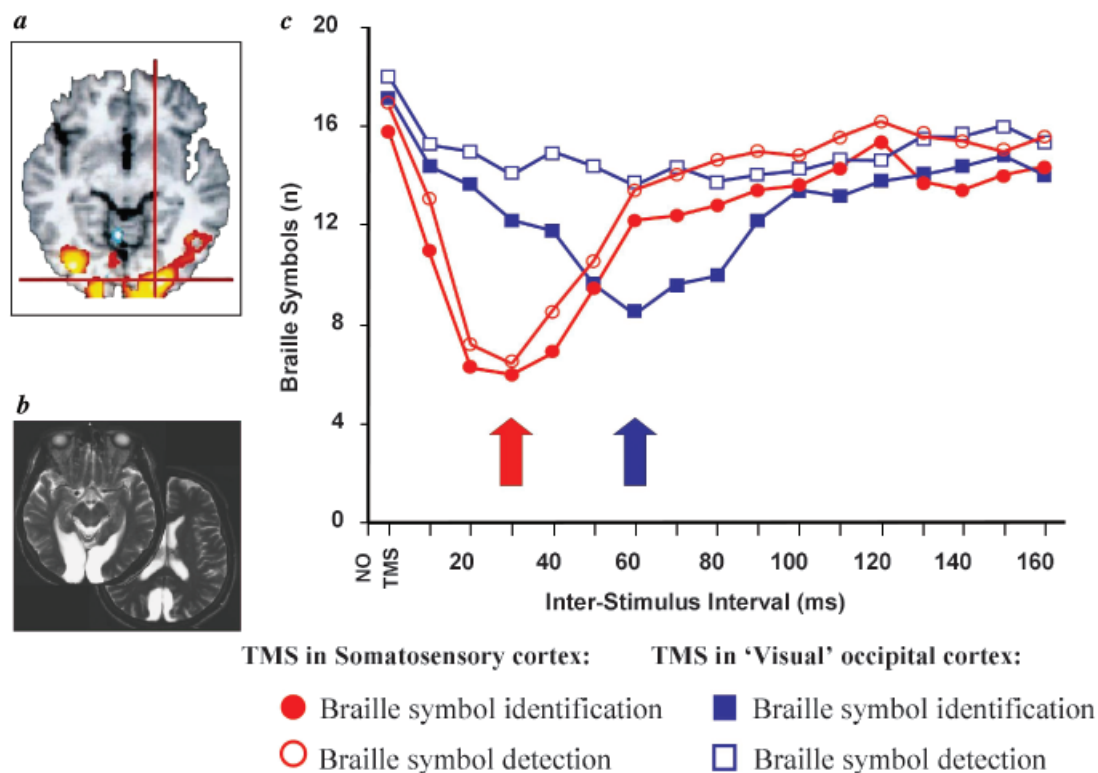 a
b
c
20
16
12
8
4
0
Braille Symbols (n)
NO TMS
20 40 60 80 100 120 140 160
Inter-Stimulus Interval (ms)
TMS in Somatosensory cortex:
TMS in ‘Visual’ occipital cortex:
Braille symbol identification
Braille symbol identification
Braille symbol detection
Braille symbol detection